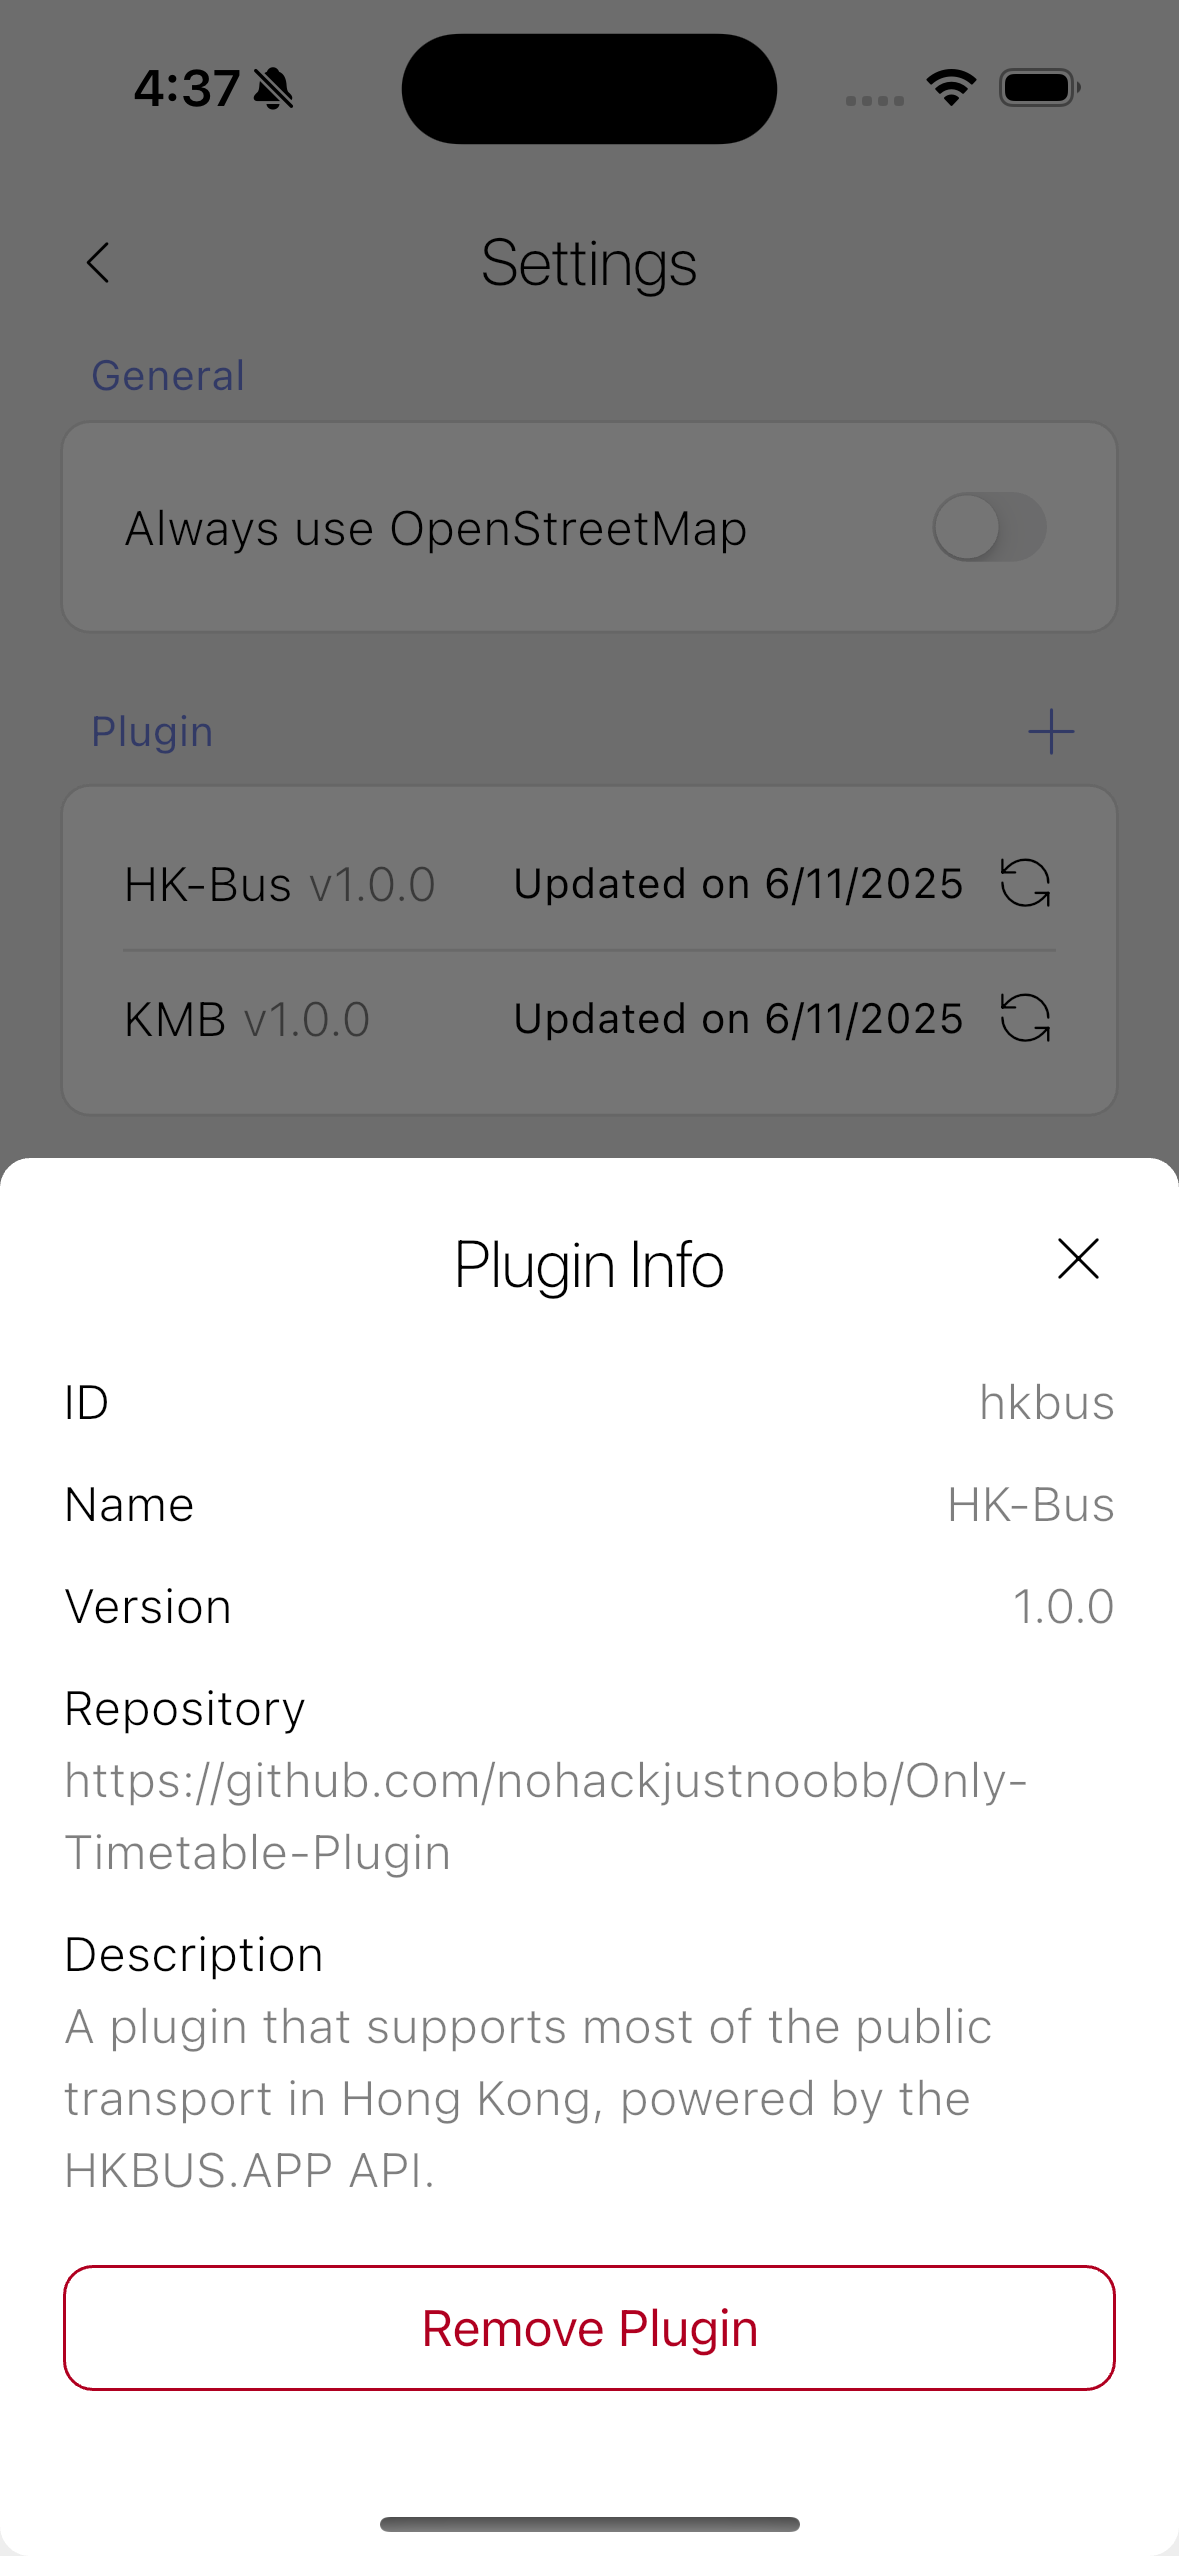 4:37
Settings
General
Always use OpenStreetMap
Plugin
HK-Bus v1.0.0 Updated on 6/11/2025
KMB v1.0.0 Updated on 6/11/2025
Plugin Info
ID hkbus
Name HK-Bus
Version 1.0.0
Repository
https://github.com/nohackjustnoobb/Only-
Timetable-Plugin
Description
A plugin that supports most of the public
transport in Hong Kong, powered by the
HKBUS.APP API.
Remove Plugin